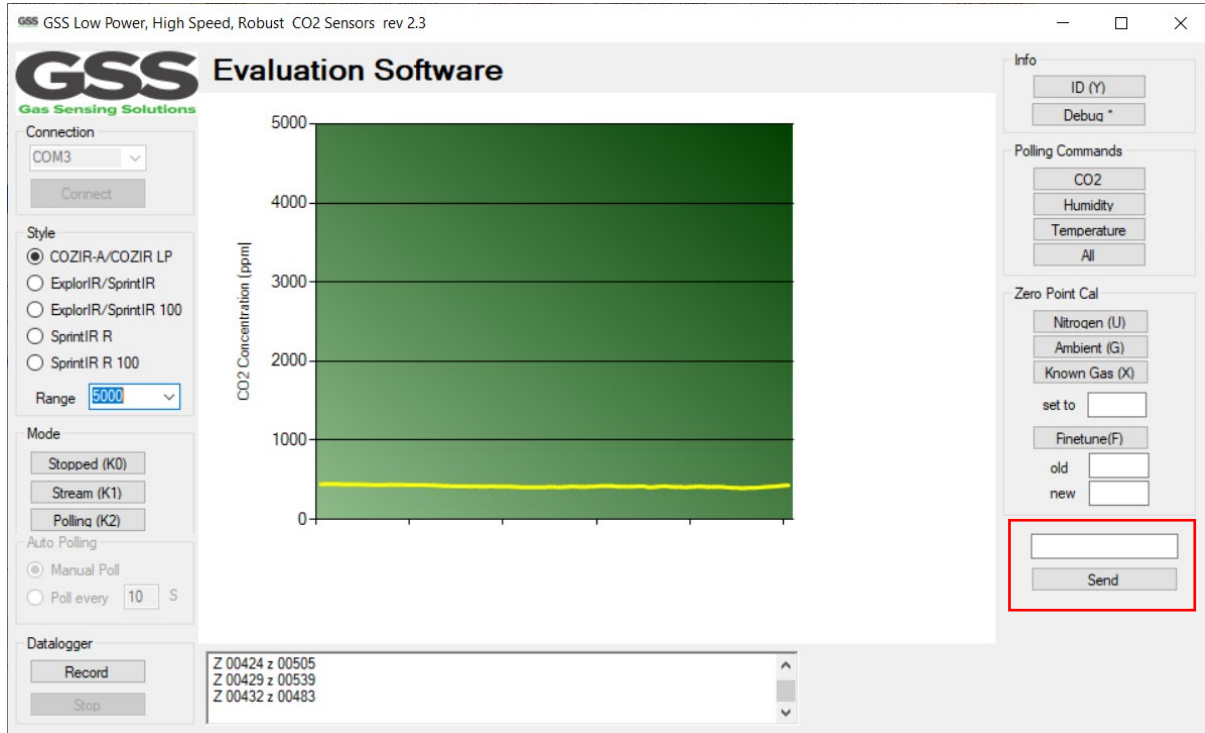 GSS GSS Low Power, High Speed, Robust CO2 Sensors rev 2.3
GSS
Gas Sensing Solutions
Evaluation Software
Connection
COM3
Connect
Style
COZIR-A/COZIR LP
ExplorIR/SprintIR
ExplorIR/SprintIR 100
SprintIR R
SprintIR R 100
Range 5000
Mode
Stopped (K0)
Stream (K1)
Polling (K2)
Auto Polling
Manual Poll
Poll every 10 S
Datalogger
Record
Stop
CO2 Concentration (ppm)
5000
4000
3000
2000
1000
0
Z 00424 z 00505
Z 00429 z 00539
Z 00432 z 00483
Info
ID (Y)
Debug *
Polling Commands
CO2
Humidity
Temperature
All
Zero Point Cal
Nitrogen (U)
Ambient (G)
Known Gas (X)
set to
Finetune(F)
old
new
Send